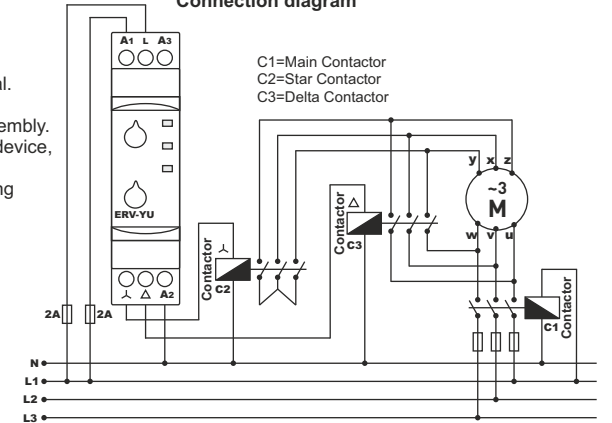 Connection diagram
A1 L A3
C1=Main Contactor
C2=Star Contactor
C3=Delta Contactor
al.
embly.
device,
ng
ERV-YU
A2
2A
2A
Contactor
C2
Contactor
C3
y x z
~3
M
w v u
Contactor
C1
N
L1
L2
L3